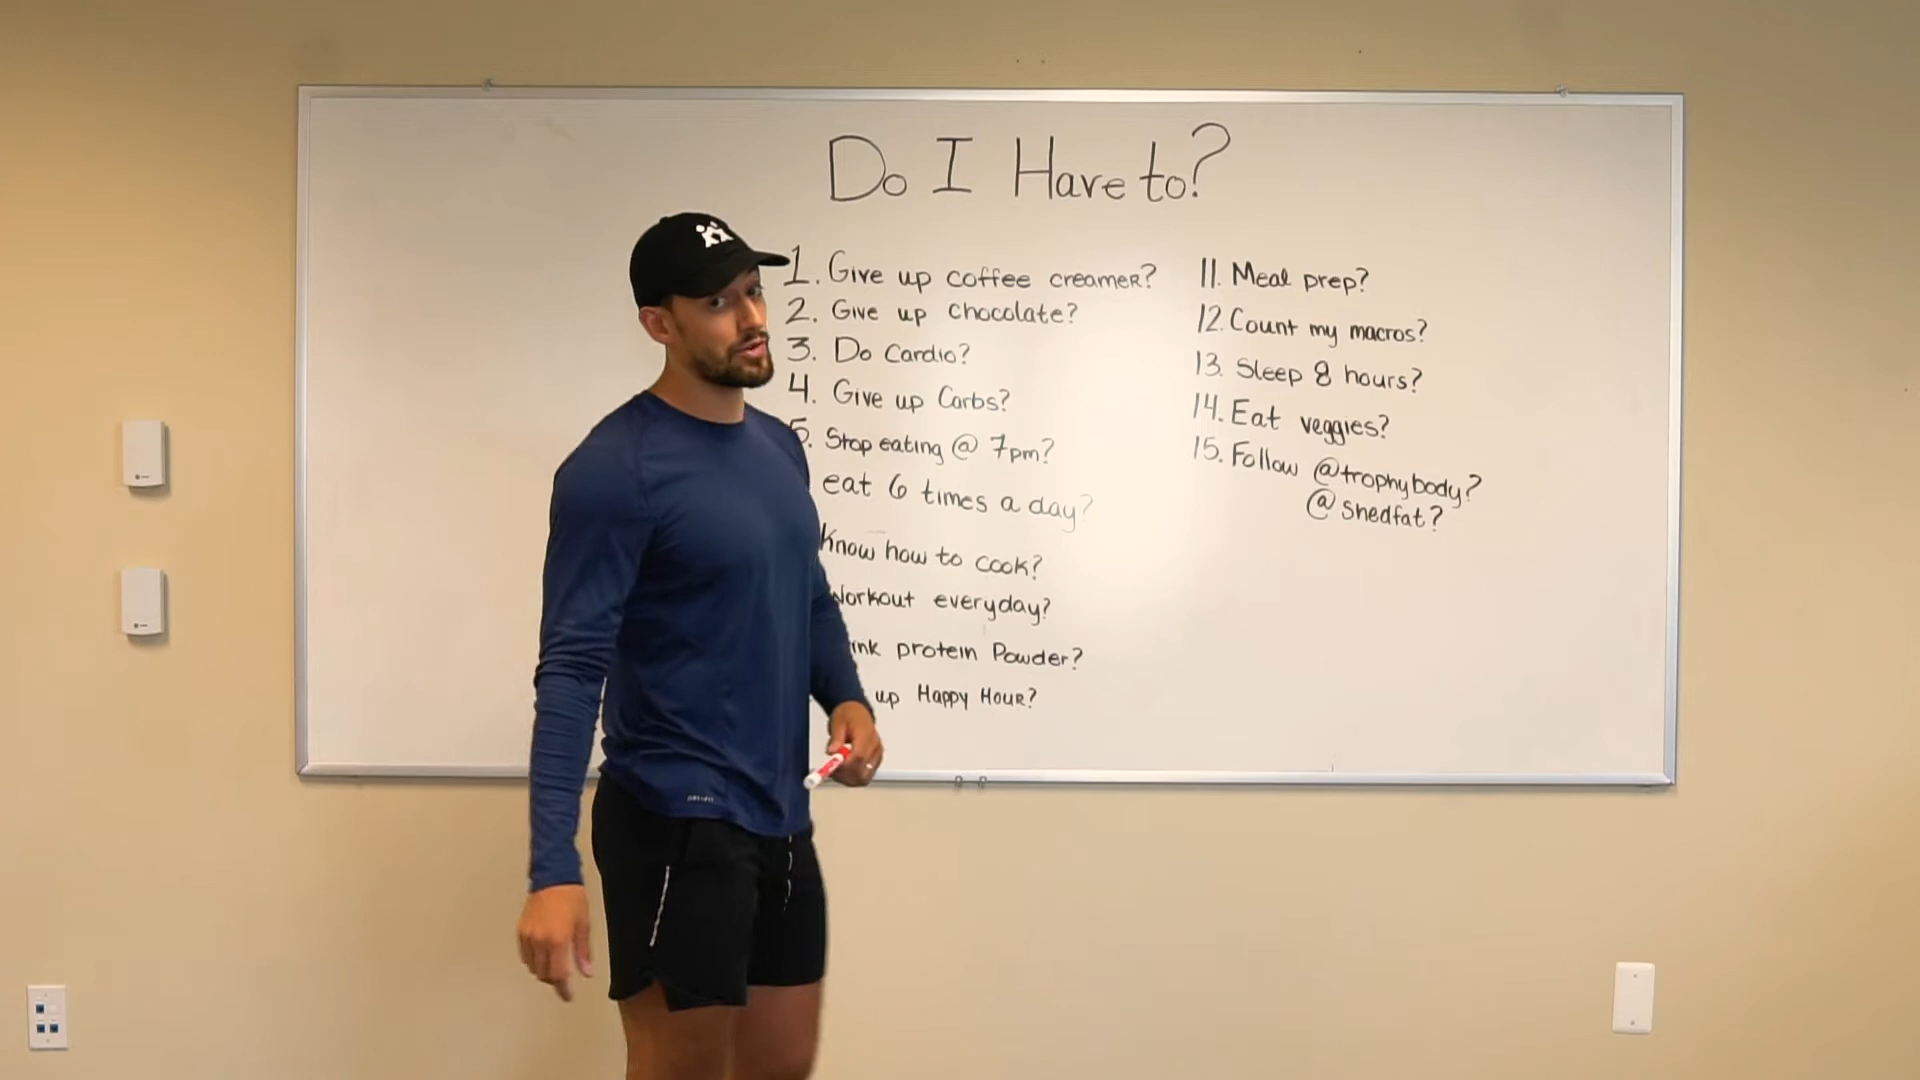 Do I Have to?
1. Give up coffee creamer?
2. Give up chocolate?
3. Do Cardio?
4. Give up Carbs?
5. Stop eating @ 7pm?
eat 6 times a day?
Know how to cook?
Workout everyday?
protein Powder?
up Happy Hour?
11. Meal prep?
12. Count my macros?
13. Sleep 8 hours?
14. Eat veggies?
15. Follow @trophybody?
@shedfat?